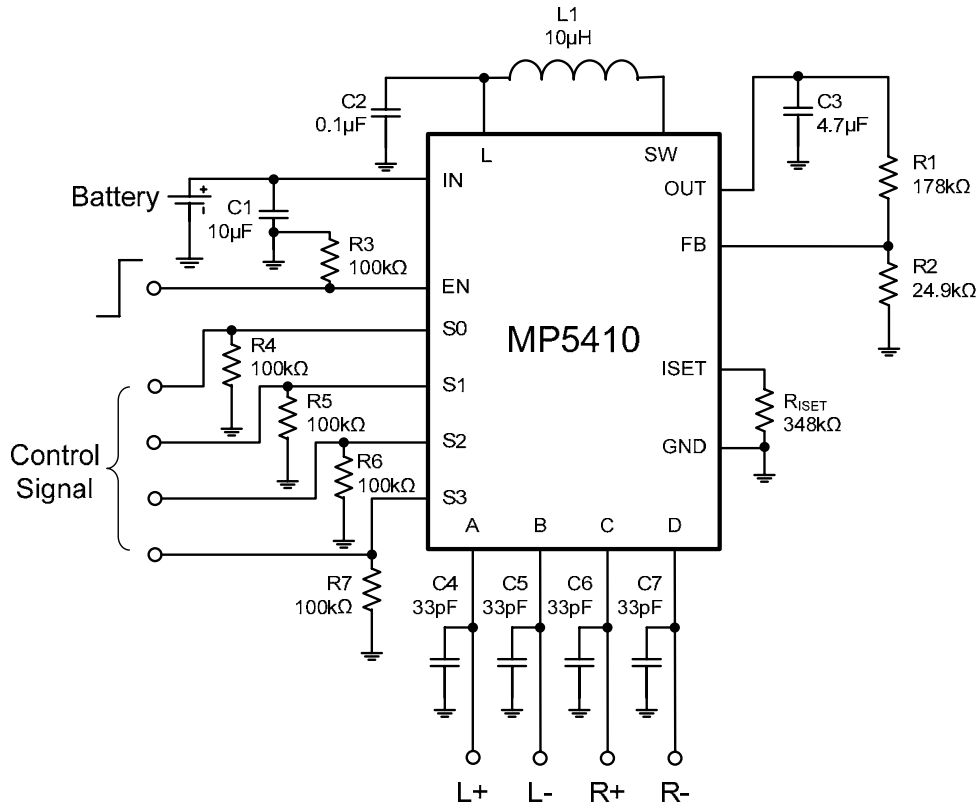 L1
10µH
C2
0.1µF
C3
4.7µF
L
SW
IN
OUT
R1
178kΩ
Battery
+
-
C1
10µF
R3
100kΩ
FB
R2
24.9kΩ
EN
S0
MP5410
R4
100kΩ
ISET
S1
R5
100kΩ
RISET
348kΩ
Control
Signal
S2
GND
R6
100kΩ
S3
A
B
C
D
R7
100kΩ
C4
33pF
C5
33pF
C6
33pF
C7
33pF
L+
L-
R+
R-